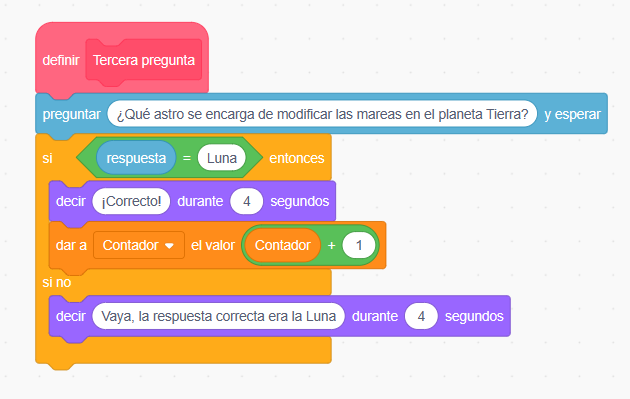 definir Tercera pregunta
preguntar ¿Qué astro se encarga de modificar las mareas en el planeta Tierra? y esperar
si respuesta = Luna entonces
decir ¡Correcto! durante 4 segundos
dar a Contador el valor Contador + 1
si no
decir Vaya, la respuesta correcta era la Luna durante 4 segundos